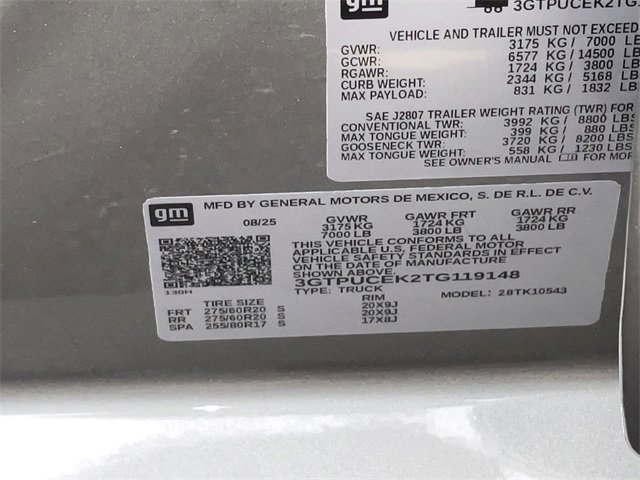 gm
3GTPUCEK2TG1
VEHICLE AND TRAILER MUST NOT EXCEED
GVWR: 3175 KG / 7000 LB
GCWR: 6577 KG / 14500 LB
RGAWR: 1724 KG / 3800 LB
CURB WEIGHT: 2344 KG / 5168 LB
MAX PAYLOAD: 831 KG / 1832 LB
SAE J2807 TRAILER WEIGHT RATING (TWR) FOR
CONVENTIONAL TWR: 3992 KG / 8800 LBS
MAX TONGUE WEIGHT: 399 KG / 880 LBS
GOOSENECK TWR: 3720 KG / 8200 LBS
MAX TONGUE WEIGHT: 558 KG / 1230 LBS
SEE OWNER'S MANUAL FOR MOR
gm MFD BY GENERAL MOTORS DE MEXICO, S. DE R.L. DE C.V.
08/25 GVWR GAWR FRT GAWR RR
3175 KG 1724 KG 1724 KG
7000 LB 3800 LB 3800 LB
THIS VEHICLE CONFORMS TO ALL
APPLICABLE U.S. FEDERAL MOTOR
VEHICLE SAFETY STANDARDS IN EFFECT
ON THE DATE OF MANUFACTURE
SHOWN ABOVE.
3GTPUCEK2TG119148
130H TYPE: TRUCK MODEL: 28TK10543
TIRE SIZE RIM
FRT 275/60R20 S 20X9J
RR 275/60R20 S 20X9J
SPA 255/80R17 S 17X8J